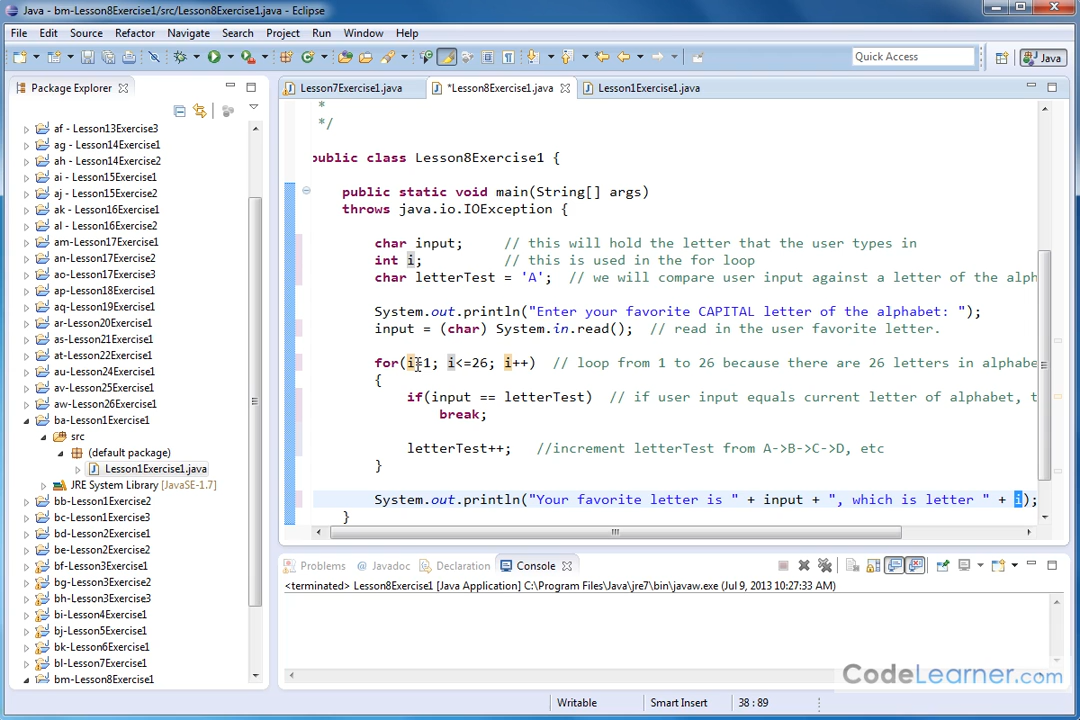 Java - bm-Lesson8Exercise1/src/Lesson8Exercise1.java - Eclipse
File Edit Source Refactor Navigate Search Project Run Window Help
Quick Access
Java
Package Explorer
Lesson7Exercise1.java
*Lesson8Exercise1.java
Lesson1Exercise1.java
af - Lesson13Exercise3
ag - Lesson14Exercise1
ah - Lesson14Exercise2
ai - Lesson15Exercise1
aj - Lesson15Exercise2
ak - Lesson16Exercise1
al - Lesson16Exercise2
am-Lesson17Exercise1
an-Lesson17Exercise2
ao-Lesson17Exercise3
ap-Lesson18Exercise1
aq-Lesson19Exercise1
ar-Lesson20Exercise1
as-Lesson21Exercise1
at-Lesson22Exercise1
au-Lesson24Exercise1
av-Lesson25Exercise1
aw-Lesson26Exercise1
ba-Lesson1Exercise1
src
(default package)
Lesson1Exercise1.java
JRE System Library [JavaSE-1.7]
bb-Lesson1Exercise2
bc-Lesson1Exercise3
bd-Lesson2Exercise1
be-Lesson2Exercise2
bf-Lesson3Exercise1
bg-Lesson3Exercise2
bh-Lesson3Exercise3
bi-Lesson4Exercise1
bj-Lesson5Exercise1
bk-Lesson6Exercise1
bl-Lesson7Exercise1
bm-Lesson8Exercise1
*
*/
public class Lesson8Exercise1 {
public static void main(String[] args)
throws java.io.IOException {
char input; // this will hold the letter that the user types in
int i; // this is used in the for loop
char letterTest = 'A'; // we will compare user input against a letter of the alph
System.out.println("Enter your favorite CAPITAL letter of the alphabet: ");
input = (char) System.in.read(); // read in the user favorite letter.
for(i=1; i<=26; i++) // loop from 1 to 26 because there are 26 letters in alphabe
{
if(input == letterTest) // if user input equals current letter of alphabet, t
break;
letterTest++; //increment letterTest from A->B->C->D, etc
}
System.out.println("Your favorite letter is " + input + ", which is letter " + i);
}
Problems @ Javadoc Declaration Console
<terminated> Lesson8Exercise1 [Java Application] C:\Program Files\Java\jre7\bin\javaw.exe (Jul 9, 2013 10:27:33 AM)
CodeLearner.com
Writable Smart Insert 38 : 89